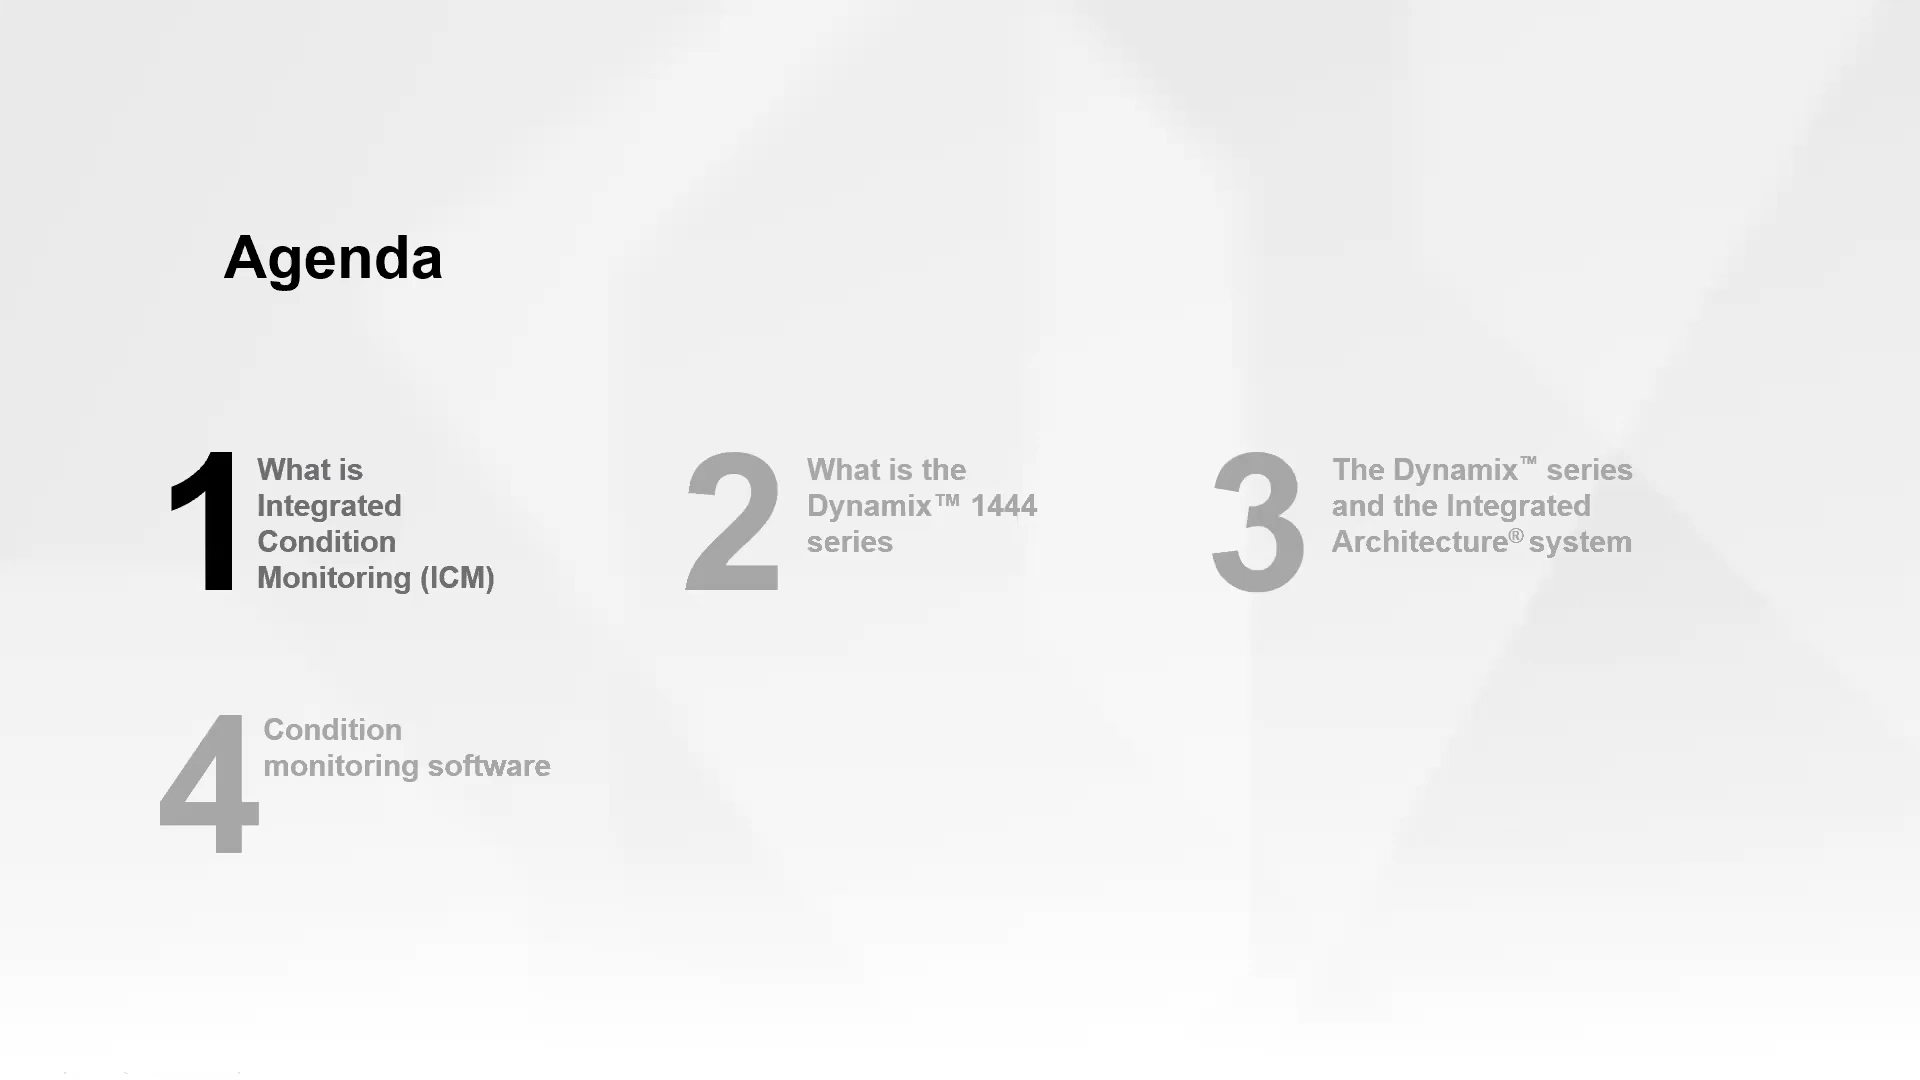 Agenda
1
What is
Integrated
Condition
Monitoring (ICM)
2
What is the
Dynamix™ 1444
series
3
The Dynamix™ series
and the Integrated
Architecture® system
4
Condition
monitoring software